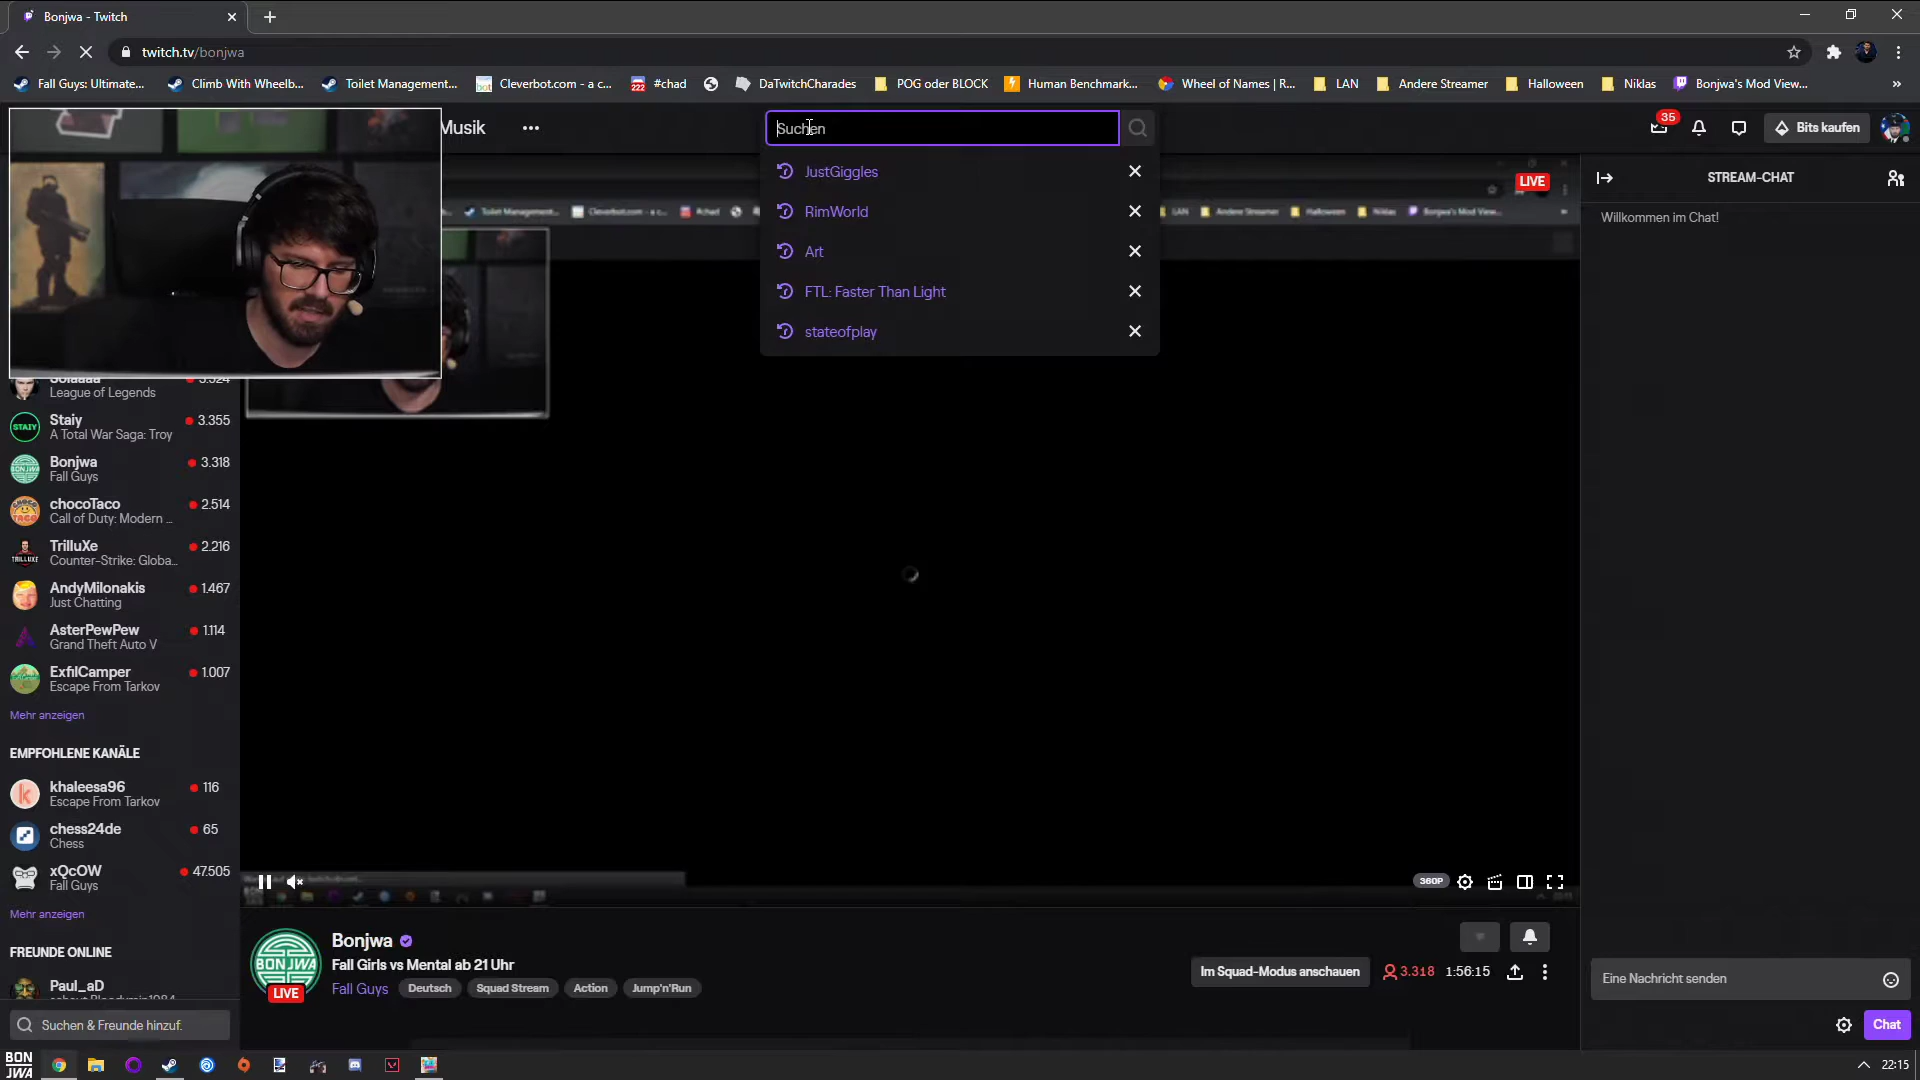 Bonjwa - Twitch
twitch.tv/bonjwa
Fall Guys: Ultimate...
Climb With Wheelb...
Toilet Management...
Cleverbot.com - a c...
#chad
DaTwitchCharades
POG oder BLOCK
Human Benchmark...
Wheel of Names | R...
LAN
Andere Streamer
Halloween
Niklas
Bonjwa's Mod View...
»
Musik
Suchen
35
Bits kaufen
JustGiggles
RimWorld
Art
FTL: Faster Than Light
stateofplay
LIVE
STREAM-CHAT
Willkommen im Chat!
League of Legends
Staiy 3.355
A Total War Saga: Troy
Bonjwa 3.318
Fall Guys
chocoTaco 2.514
Call of Duty: Modern ...
TrilluXe 2.216
Counter-Strike: Globa...
AndyMilonakis 1.467
Just Chatting
AsterPewPew 1.114
Grand Theft Auto V
ExfilCamper 1.007
Escape From Tarkov
Mehr anzeigen
EMPFOHLENE KANÄLE
khaleesa96 116
Escape From Tarkov
chess24de 65
Chess
xQcOW 47.505
Fall Guys
Mehr anzeigen
FREUNDE ONLINE
Paul_aD
Suchen & Freunde hinzuf.
360P
BONJWA
LIVE
Bonjwa
Fall Girls vs Mental ab 21 Uhr
Fall Guys
Deutsch
Squad Stream
Action
Jump'n'Run
Im Squad-Modus anschauen
3.318
1:56:15
Eine Nachricht senden
Chat
BON
JWA
22:15